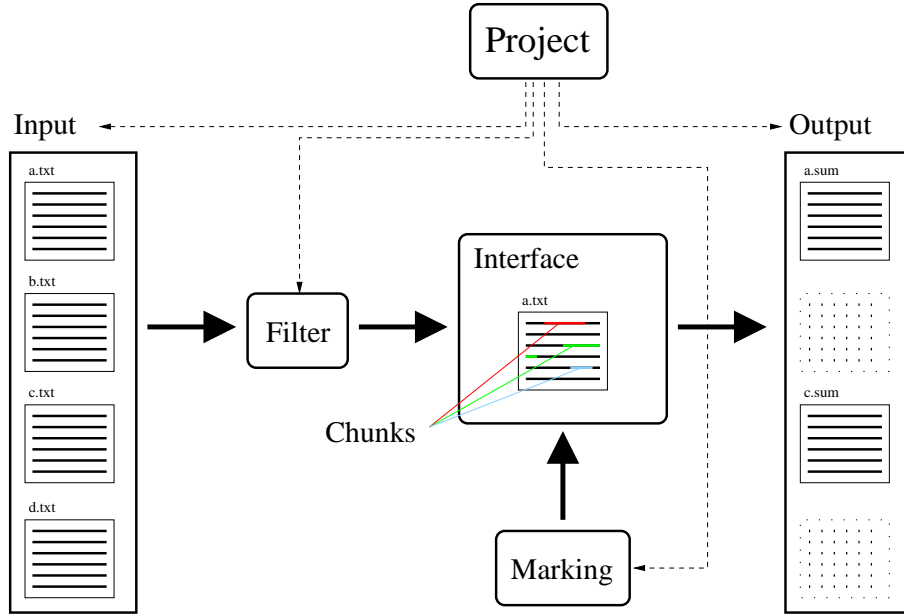 Project
Input
Output
a.txt
a.sum
Interface
b.txt
a.txt
Filter
c.txt
c.sum
Chunks
d.txt
Marking